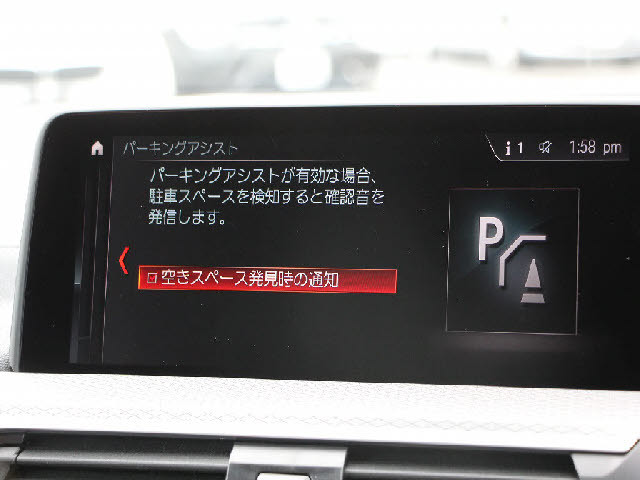 パーキングアシスト
i 1
1:58 pm
パーキングアシストが有効な場合、
駐車スペースを検知すると確認音を
発信します。
空きスペース発見時の通知
P